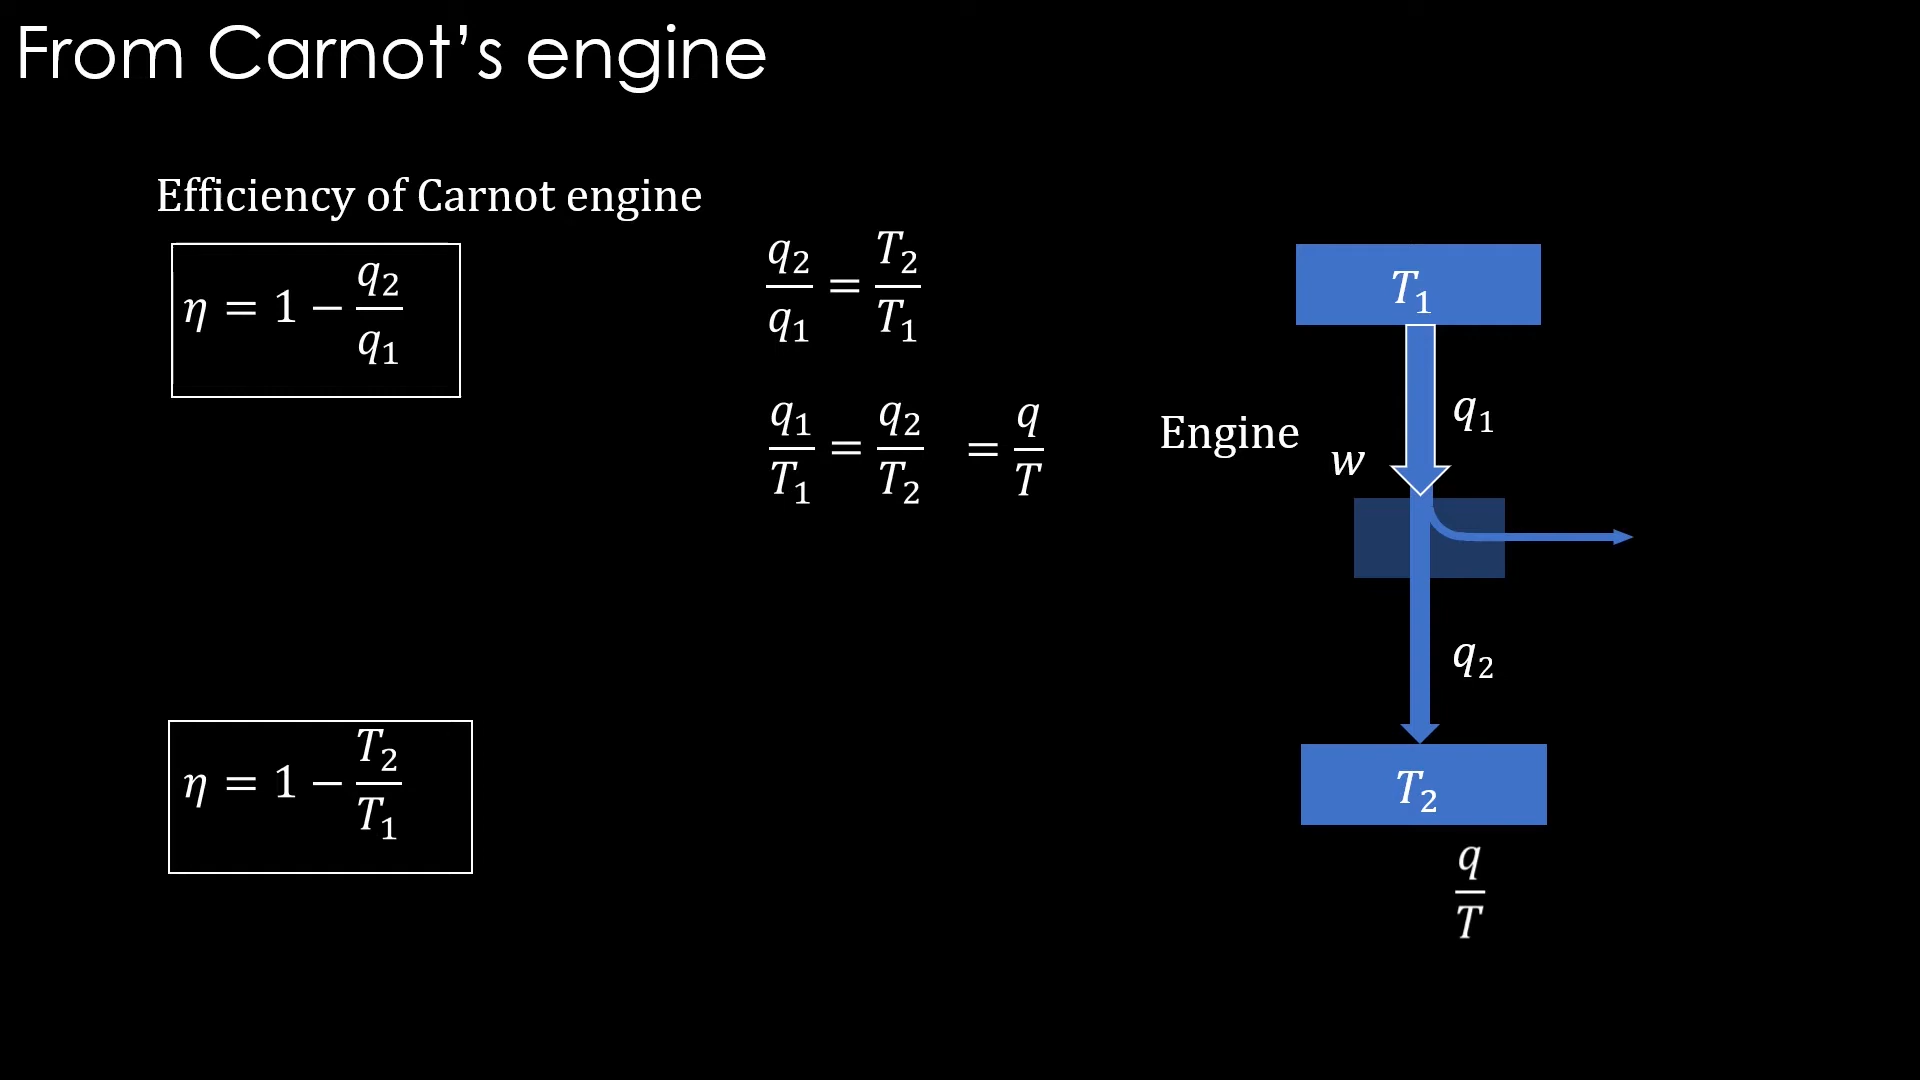 From Carnot's engine
Efficiency of Carnot engine
η = 1 − q₂/q₁
q₂/q₁ = T₂/T₁
q₁/T₁ = q₂/T₂ = q/T
η = 1 − T₂/T₁
T₁
q₁
Engine
w
q₂
T₂
q/T